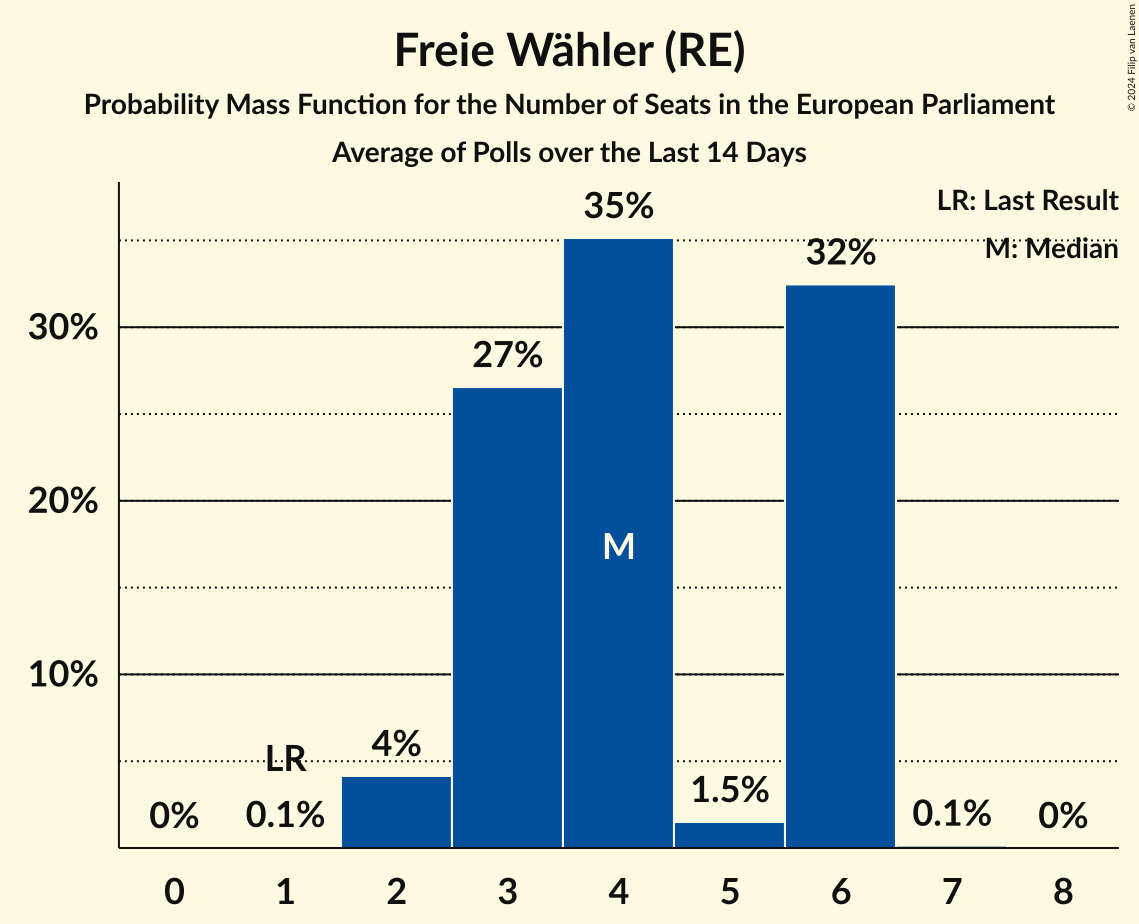 Freie Wähler (RE)
Probability Mass Function for the Number of Seats in the European Parliament
Average of Polls over the Last 14 Days
© 2024 Filip van Laenen
LR: Last Result
M: Median
35%
32%
30%
27%
20%
M
10%
4%
LR
1.5%
0%
0.1%
0.1%
0%
0 1 2 3 4 5 6 7 8